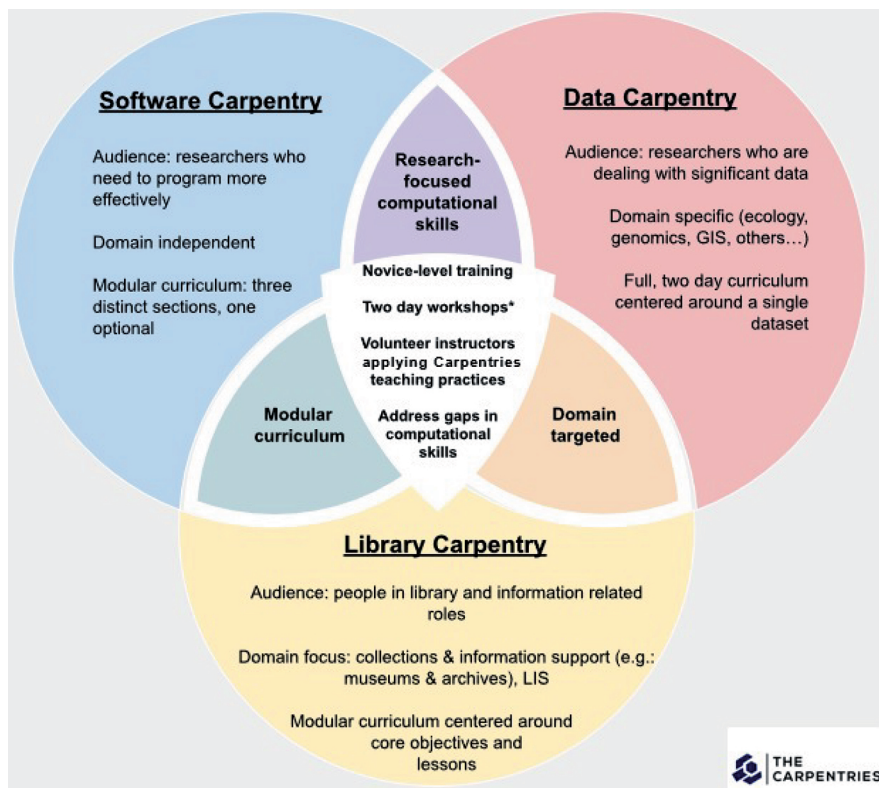 Software Carpentry
Audience: researchers who
need to program more
effectively
Domain independent
Modular curriculum: three
distinct sections, one
optional
Research-
focused
computational
skills
Data Carpentry
Audience: researchers who are
dealing with significant data
Domain specific (ecology,
genomics, GIS, others…)
Full, two day curriculum
centered around a single
dataset
Novice-level training
Two day workshops*
Volunteer instructors
applying Carpentries
teaching practices
Address gaps in
computational
skills
Modular
curriculum
Domain
targeted
Library Carpentry
Audience: people in library and information related
roles
Domain focus: collections & information support (e.g.:
museums & archives), LIS
Modular curriculum centered around
core objectives and
lessons
THE
CARPENTRIES